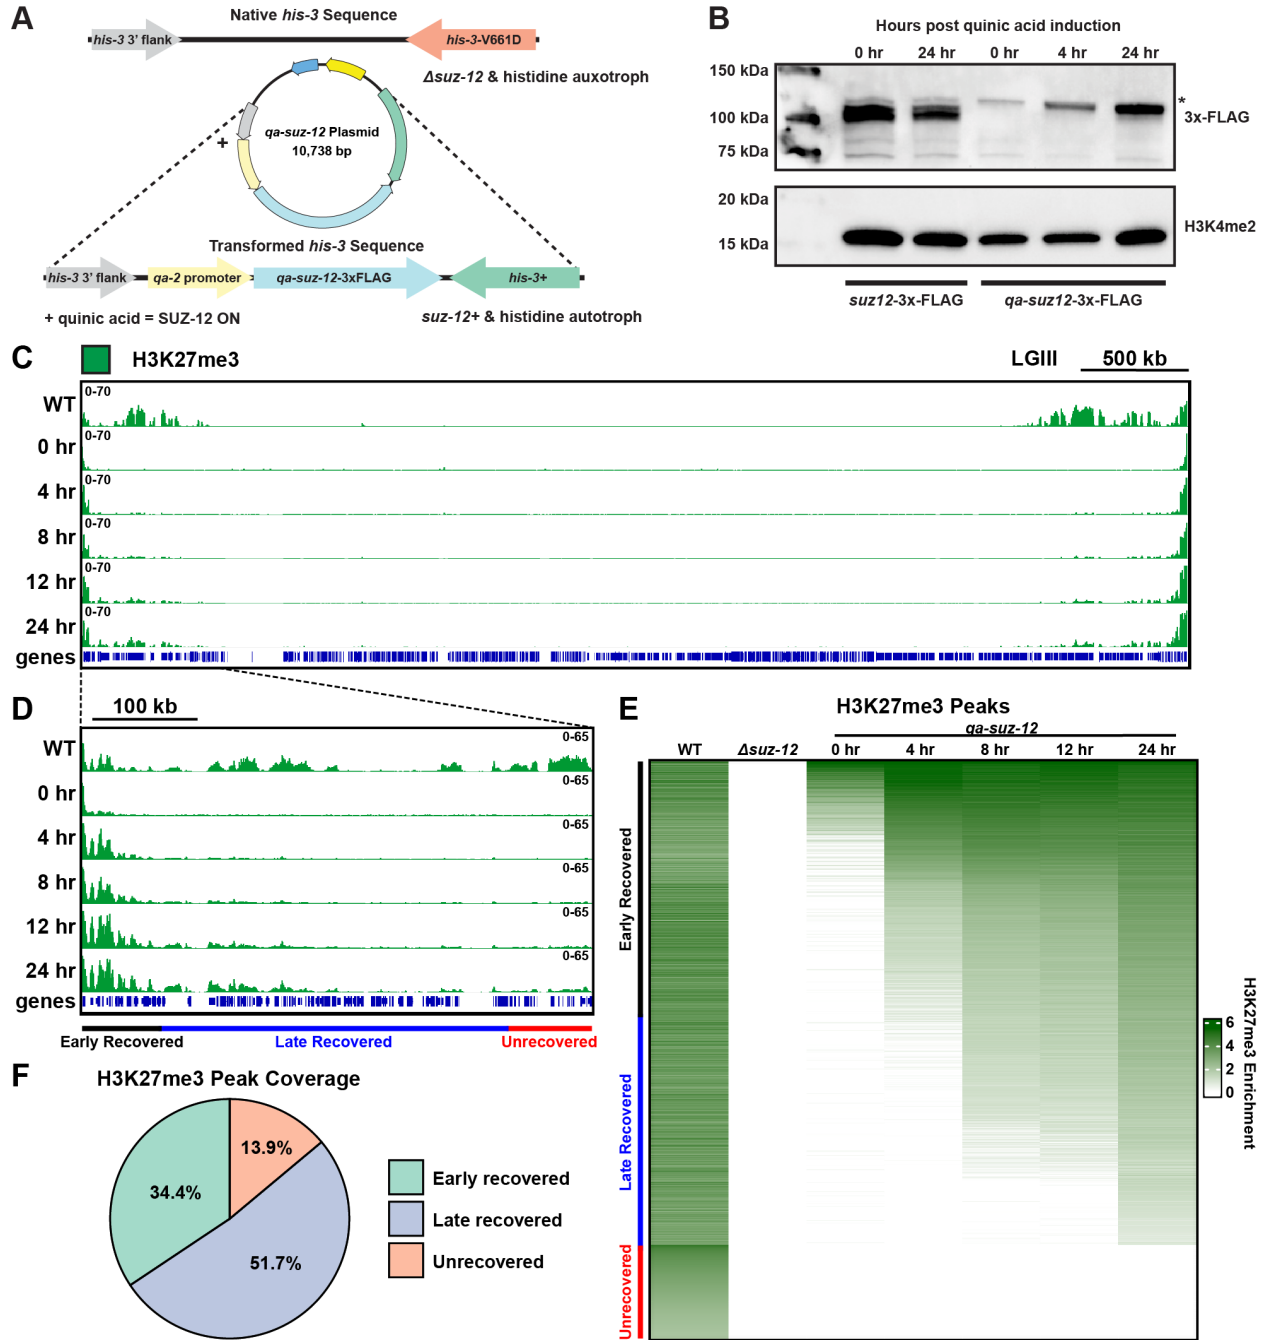 A
Native his-3 Sequence
his-3 3' flank
his-3-V661D
Δsuz-12 & histidine auxotroph
qa-suz-12 Plasmid
10,738 bp
+
Transformed his-3 Sequence
his-3 3' flank
qa-2 promoter
qa-suz-12-3xFLAG
his-3+
+ quinic acid = SUZ-12 ON
suz-12+ & histidine autotroph
B
Hours post quinic acid induction
0 hr 24 hr 0 hr 4 hr 24 hr
150 kDa
100 kDa
75 kDa
*
3x-FLAG
20 kDa
15 kDa
H3K4me2
suz12-3x-FLAG
qa-suz12-3x-FLAG
C
H3K27me3
LGIII
500 kb
WT
0-70
0 hr
0-70
4 hr
0-70
8 hr
0-70
12 hr
0-70
24 hr
0-70
genes
D
100 kb
WT
0-65
0 hr
0-65
4 hr
0-65
8 hr
0-65
12 hr
0-65
24 hr
0-65
genes
Early Recovered
Late Recovered
Unrecovered
E
H3K27me3 Peaks
qa-suz-12
WT Δsuz-12 0 hr 4 hr 8 hr 12 hr 24 hr
Early Recovered
Late Recovered
Unrecovered
6
4
2
0
H3K27me3 Enrichment
F
H3K27me3 Peak Coverage
13.9%
34.4%
51.7%
Early recovered
Late recovered
Unrecovered